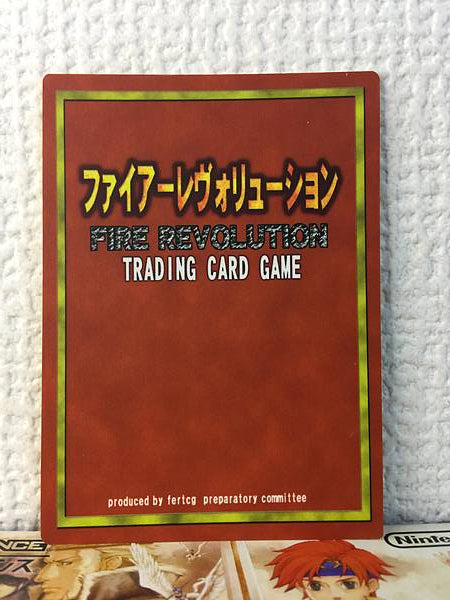 ファイアーレヴォリューション
FIRE REVOLUTION
TRADING CARD GAME
produced by fertcg preparatory committee